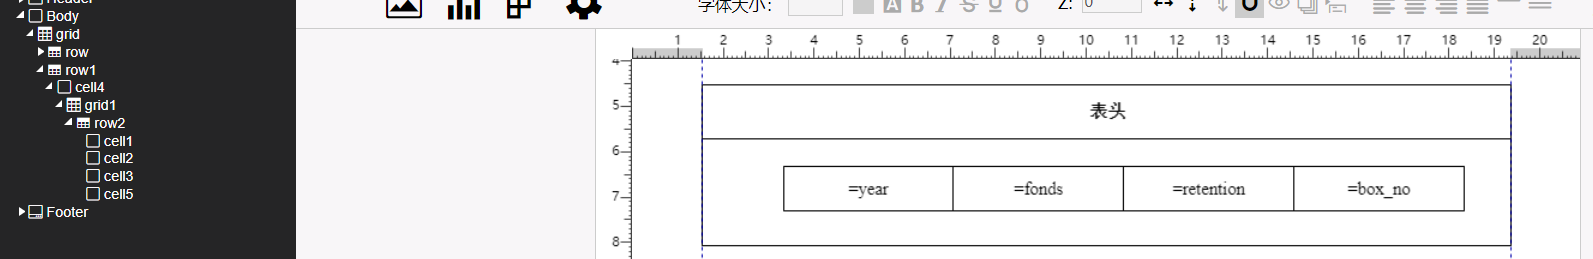 Header
Body
grid
row
row1
cell4
grid1
row2
cell1
cell2
cell3
cell5
Footer
字体大小: A B I S U O Z: 0
1 2 3 4 5 6 7 8 9 10 11 12 13 14 15 16 17 18 19 20
4
5
表头
6
7
=year =fonds =retention =box_no
8